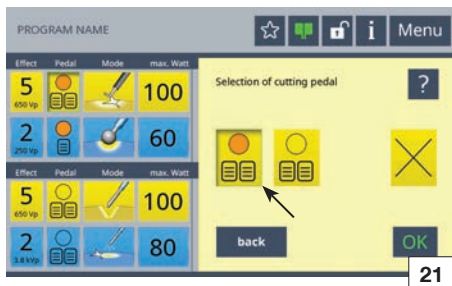 PROGRAM NAME
i
Menu
Effect Pedal Mode max. Watt
5
650 Vp
100
2
250 Vp
60
Effect Pedal Mode max. Watt
5
650 Vp
100
2
3.8 kVp
80
Selection of cutting pedal
?
back
OK
21